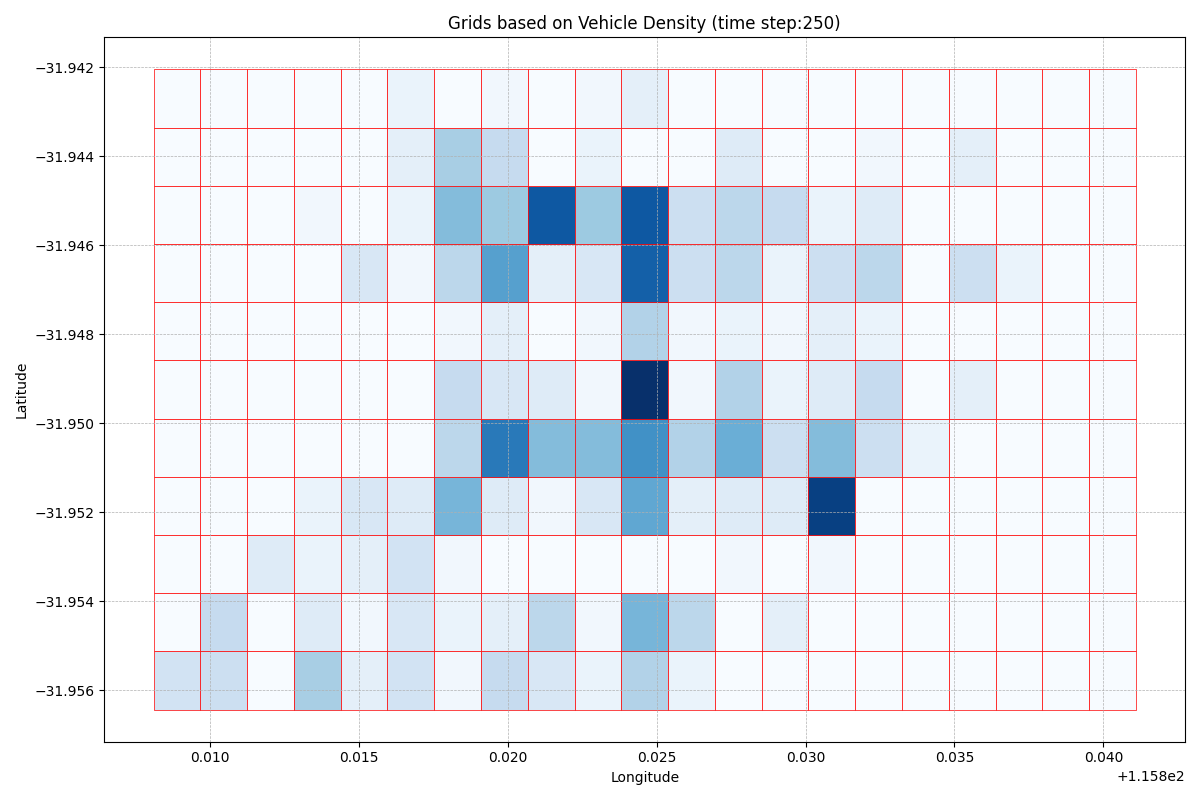 Grids based on Vehicle Density (time step:250)
−31.942
−31.944
−31.946
−31.948
−31.950
−31.952
−31.954
−31.956
Latitude
0.010 0.015 0.020 0.025 0.030 0.035 0.040
Longitude
+1.158e2